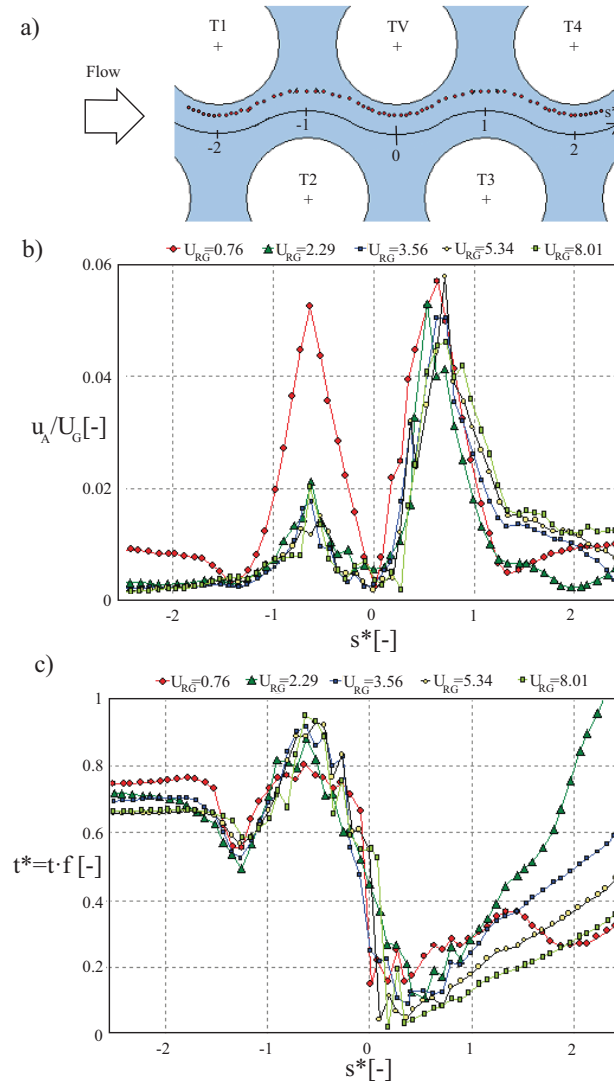 a)
T1
TV
T4
Flow
-2
-1
0
1
2
s*
T2
T3
b)
U_RG=0.76
U_RG=2.29
U_RG=3.56
U_RG=5.34
U_RG=8.01
0.06
0.04
0.02
0
u_A/U_G[-]
-2
-1
0
1
2
s*[-]
c)
U_RG=0.76
U_RG=2.29
U_RG=3.56
U_RG=5.34
U_RG=8.01
1
0.8
0.6
t*=t·f [-]
0.4
0.2
0
-2
-1
0
1
2
s*[-]